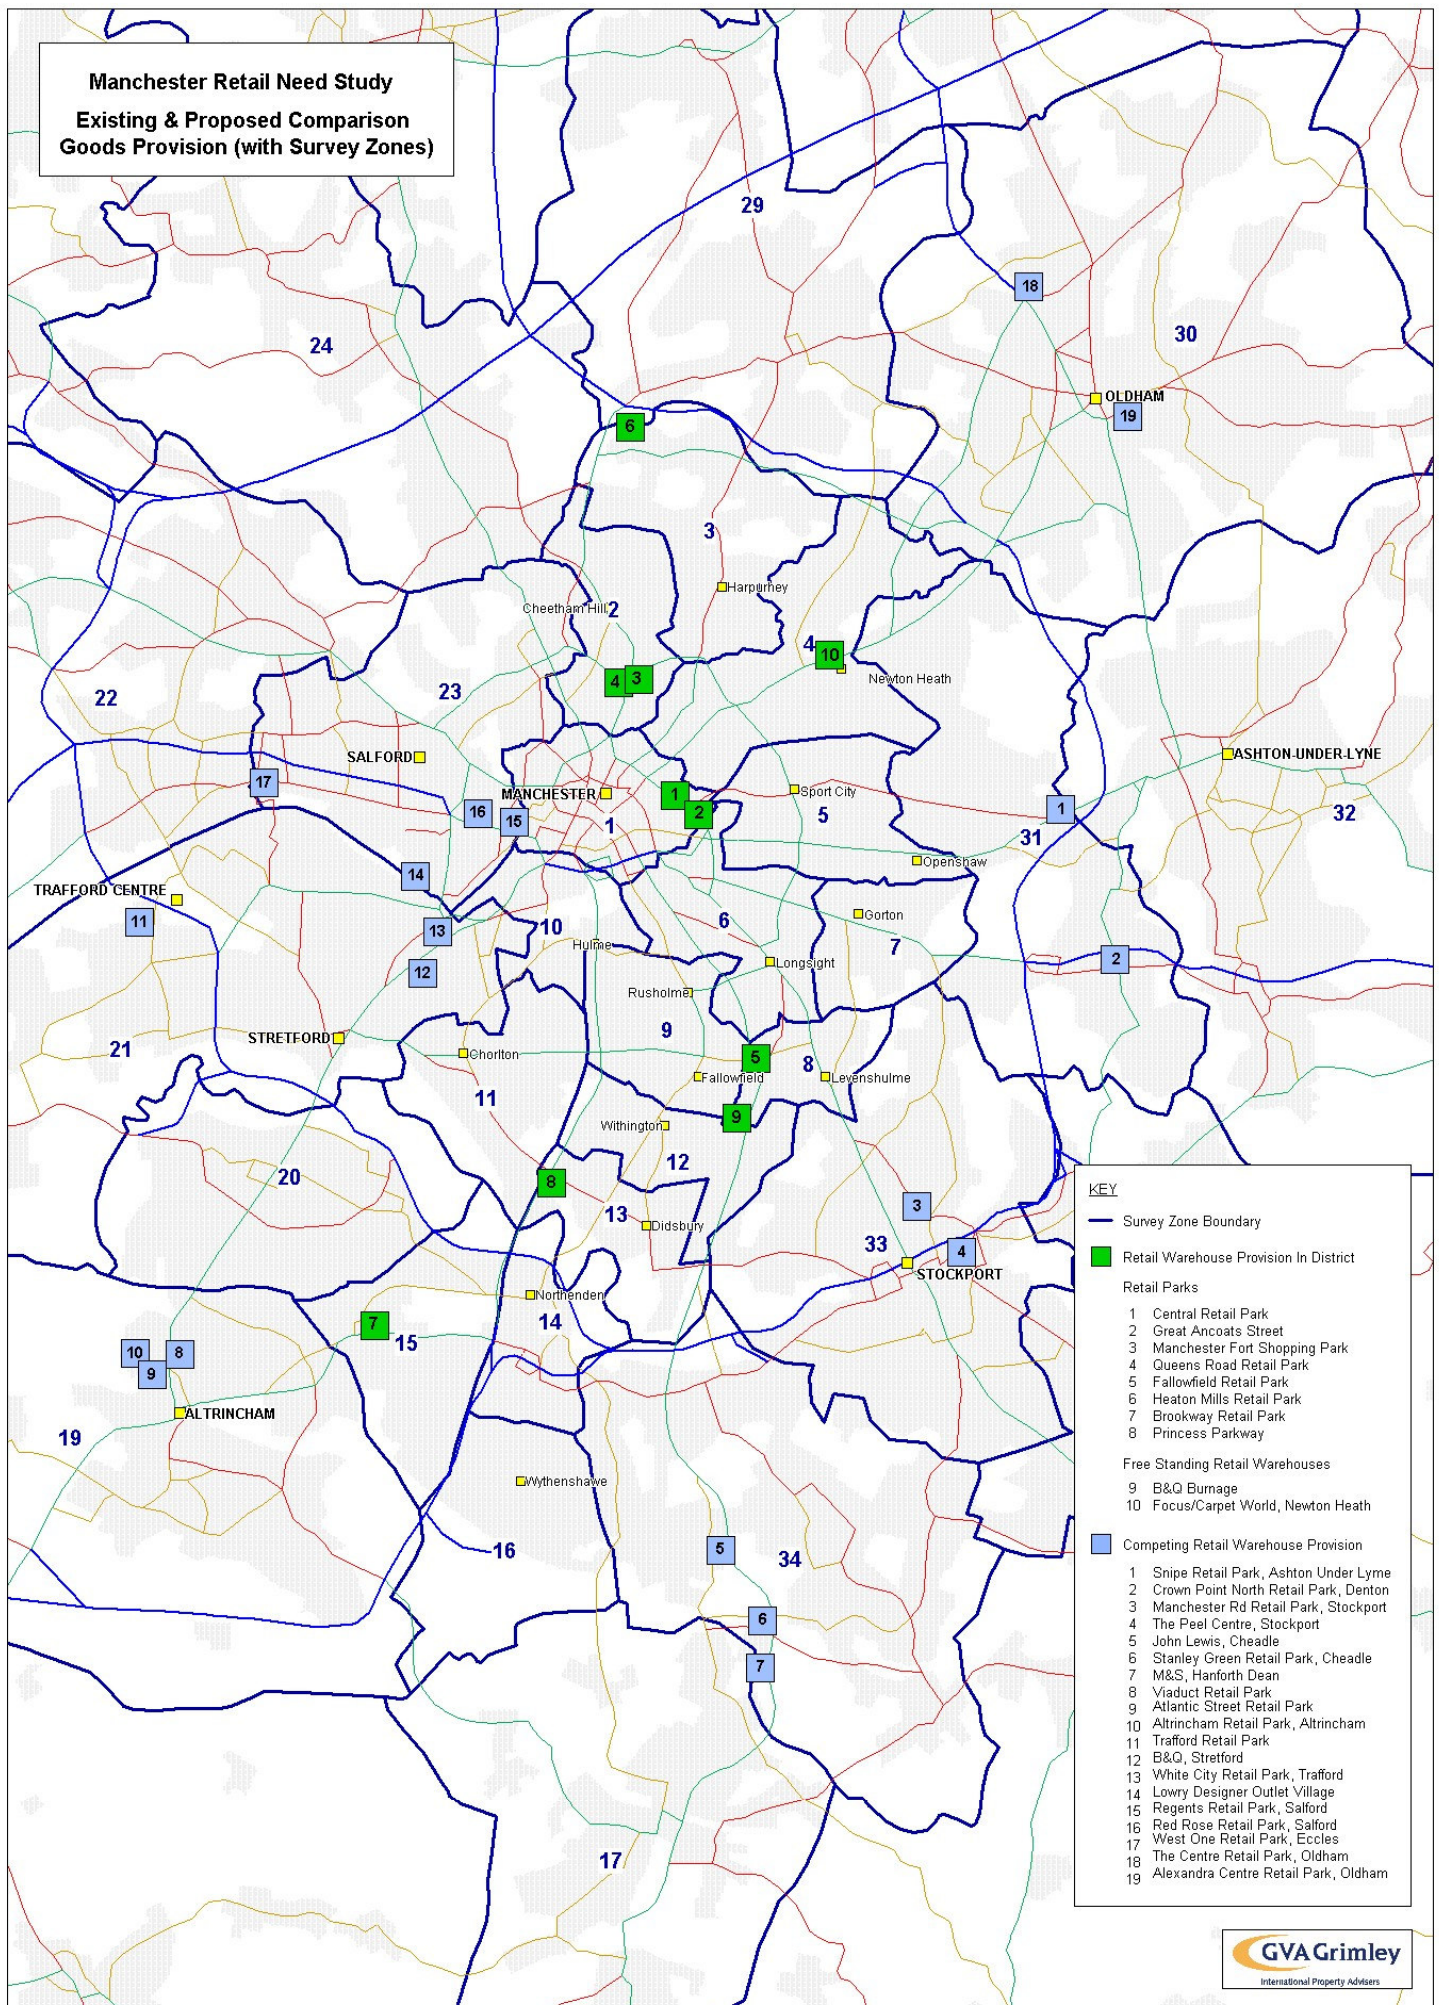 Manchester Retail Need Study
Existing & Proposed Comparison
Goods Provision (with Survey Zones)
29
18
30
24
OLDHAM
19
6
3
Harpurhey
Cheetham Hill
2
4
10
4
3
Newton Heath
22
23
SALFORD
ASHTON-UNDER-LYNE
17
MANCHESTER
1
Sport City
16
15
2
1
5
1
31
32
Openshaw
14
TRAFFORD CENTRE
11
13
10
6
Gorton
7
Hulme
12
Longsight
2
Rusholme
STRETFORD
9
21
Chorlton
5
8
Fallowfield
Levenshulme
11
9
Withington
12
20
8
3
13
Didsbury
33
4
STOCKPORT
Northenden
7
15
14
10
9
8
ALTRINCHAM
19
Wythenshawe
16
5
34
6
7
17
KEY
Survey Zone Boundary
Retail Warehouse Provision In District
Retail Parks
1 Central Retail Park
2 Great Ancoats Street
3 Manchester Fort Shopping Park
4 Queens Road Retail Park
5 Fallowfield Retail Park
6 Heaton Mills Retail Park
7 Brookway Retail Park
8 Princess Parkway
Free Standing Retail Warehouses
9 B&Q Burnage
10 Focus/Carpet World, Newton Heath
Competing Retail Warehouse Provision
1 Snipe Retail Park, Ashton Under Lyme
2 Crown Point North Retail Park, Denton
3 Manchester Rd Retail Park, Stockport
4 The Peel Centre, Stockport
5 John Lewis, Cheadle
6 Stanley Green Retail Park, Cheadle
7 M&S, Hanforth Dean
8 Viaduct Retail Park
9 Atlantic Street Retail Park
10 Altrincham Retail Park, Altrincham
11 Trafford Retail Park
12 B&Q, Stretford
13 White City Retail Park, Trafford
14 Lowry Designer Outlet Village
15 Regents Retail Park, Salford
16 Red Rose Retail Park, Salford
17 West One Retail Park, Eccles
18 The Centre Retail Park, Oldham
19 Alexandra Centre Retail Park, Oldham
GVA Grimley
International Property Advisers